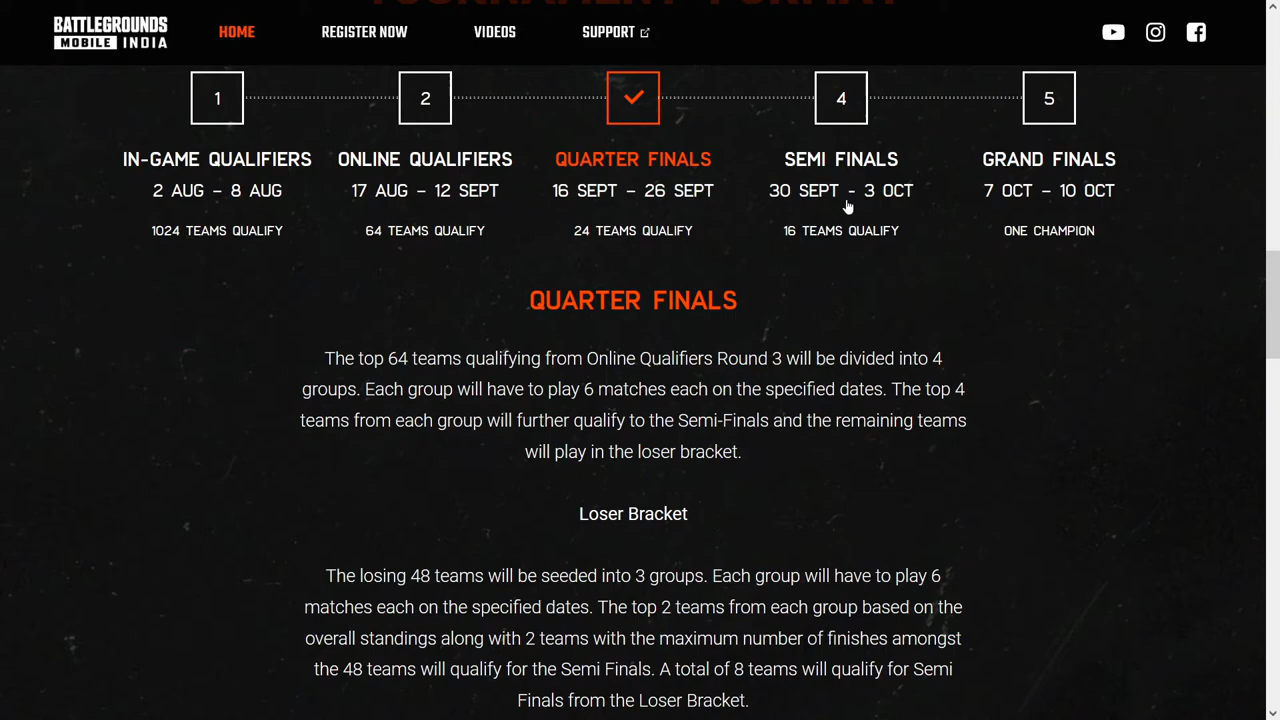 TOURNAMENT FORMAT
BATTLEGROUNDS
MOBILE INDIA
HOME
REGISTER NOW
VIDEOS
SUPPORT
1
2
4
5
IN-GAME QUALIFIERS
2 AUG – 8 AUG
1024 TEAMS QUALIFY
ONLINE QUALIFIERS
17 AUG – 12 SEPT
64 TEAMS QUALIFY
QUARTER FINALS
16 SEPT – 26 SEPT
24 TEAMS QUALIFY
SEMI FINALS
30 SEPT - 3 OCT
16 TEAMS QUALIFY
GRAND FINALS
7 OCT – 10 OCT
ONE CHAMPION
QUARTER FINALS
The top 64 teams qualifying from Online Qualifiers Round 3 will be divided into 4
groups. Each group will have to play 6 matches each on the specified dates. The top 4
teams from each group will further qualify to the Semi-Finals and the remaining teams
will play in the loser bracket.
Loser Bracket
The losing 48 teams will be seeded into 3 groups. Each group will have to play 6
matches each on the specified dates. The top 2 teams from each group based on the
overall standings along with 2 teams with the maximum number of finishes amongst
the 48 teams will qualify for the Semi Finals. A total of 8 teams will qualify for Semi
Finals from the Loser Bracket.